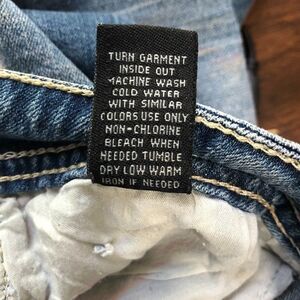 TURN GARMENT
INSIDE OUT
MACHINE WASH
COLD WATER
WITH SIMILAR
COLORS USE ONLY
NON-CHLORINE
BLEACH WHEN
NEEDED TUMBLE
DRY LOW WARM
IRON IF NEEDED